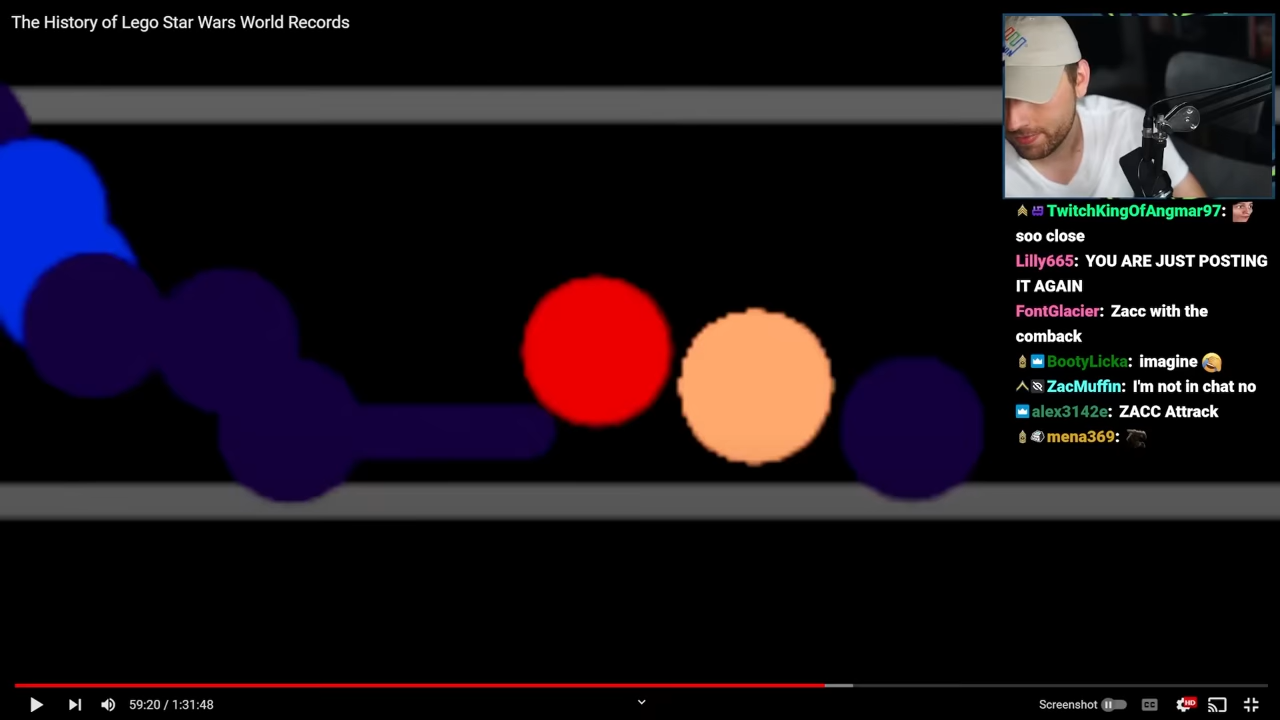 The History of Lego Star Wars World Records
TwitchKingOfAngmar97:
soo close
Lilly665: YOU ARE JUST POSTING
IT AGAIN
FontGlacier: Zacc with the
comback
BootyLicka: imagine
ZacMuffin: I'm not in chat no
alex3142e: ZACC Attrack
mena369:
59:20 / 1:31:48
Screenshot
CC
HD